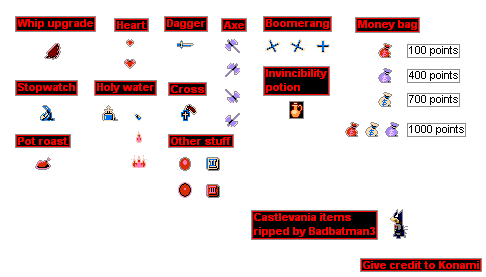 Whip upgrade
Heart
Dagger
Axe
Boomerang
Money bag
100 points
400 points
700 points
1000 points
Invincibility
potion
Stopwatch
Holy water
Cross
Pot roast
Other stuff
Castlevania items
ripped by Badbatman3
Give credit to Konami